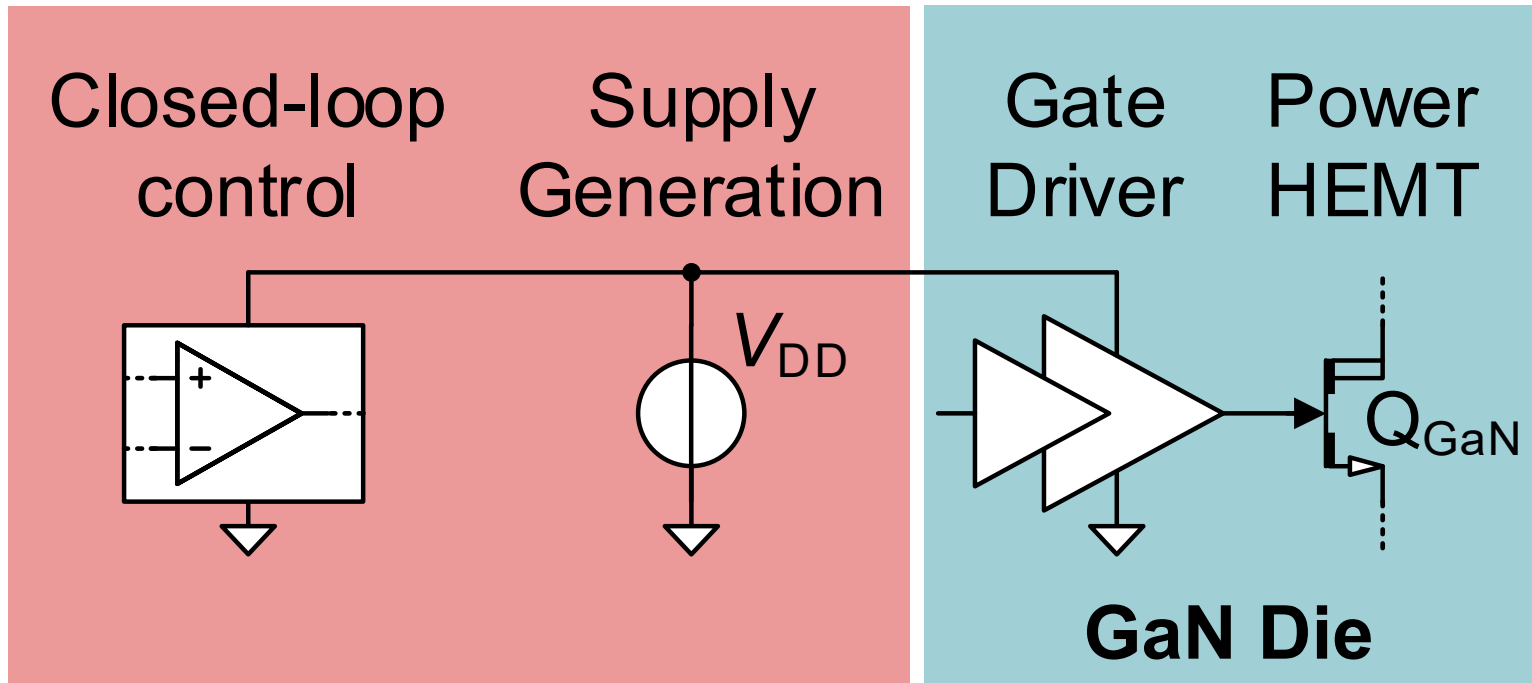 Closed-loop
control
Supply
Generation
Gate
Driver
Power
HEMT
VDD
+
−
QGaN
GaN Die